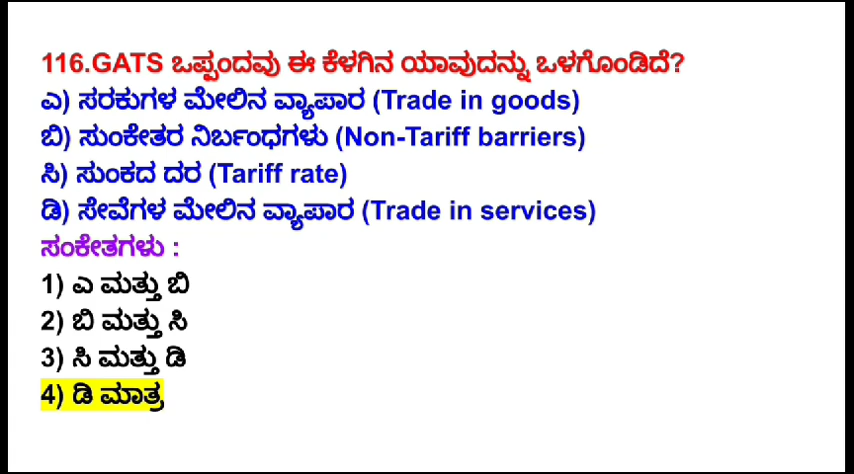 116.GATS ಒಪ್ಪಂದವು ಈ ಕೆಳಗಿನ ಯಾವುದನ್ನು ಒಳಗೊಂಡಿದೆ?
ಎ) ಸರಕುಗಳ ಮೇಲಿನ ವ್ಯಾಪಾರ (Trade in goods)
ಬಿ) ಸುಂಕೇತರ ನಿರ್ಬಂಧಗಳು (Non-Tariff barriers)
ಸಿ) ಸುಂಕದ ದರ (Tariff rate)
ಡಿ) ಸೇವೆಗಳ ಮೇಲಿನ ವ್ಯಾಪಾರ (Trade in services)
ಸಂಕೇತಗಳು :
1) ಎ ಮತ್ತು ಬಿ
2) ಬಿ ಮತ್ತು ಸಿ
3) ಸಿ ಮತ್ತು ಡಿ
4) ಡಿ ಮಾತ್ರ